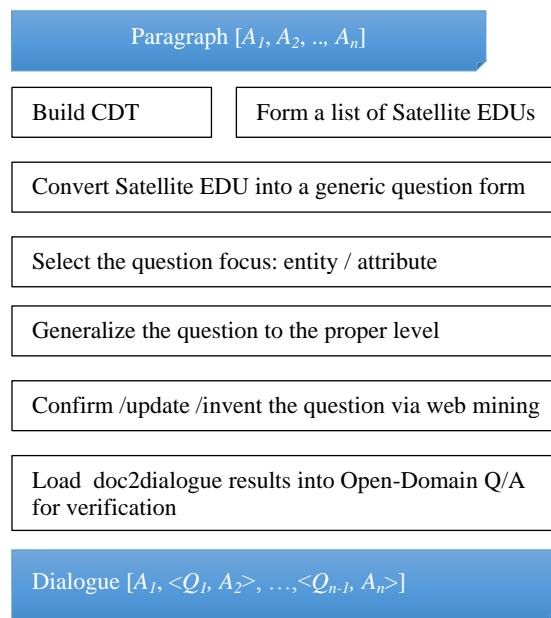 Paragraph [A1, A2, .., An]
Build CDT
Form a list of Satellite EDUs
Convert Satellite EDU into a generic question form
Select the question focus: entity / attribute
Generalize the question to the proper level
Confirm /update /invent the question via web mining
Load doc2dialogue results into Open-Domain Q/A
for verification
Dialogue [A1, <Q1, A2>, …,<Qn-1, An>]